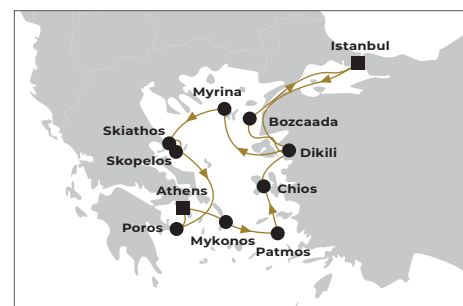 Istanbul
Myrina
Bozcaada
Skiathos
Dikili
Skopelos
Athens
Chios
Poros
Mykonos
Patmos